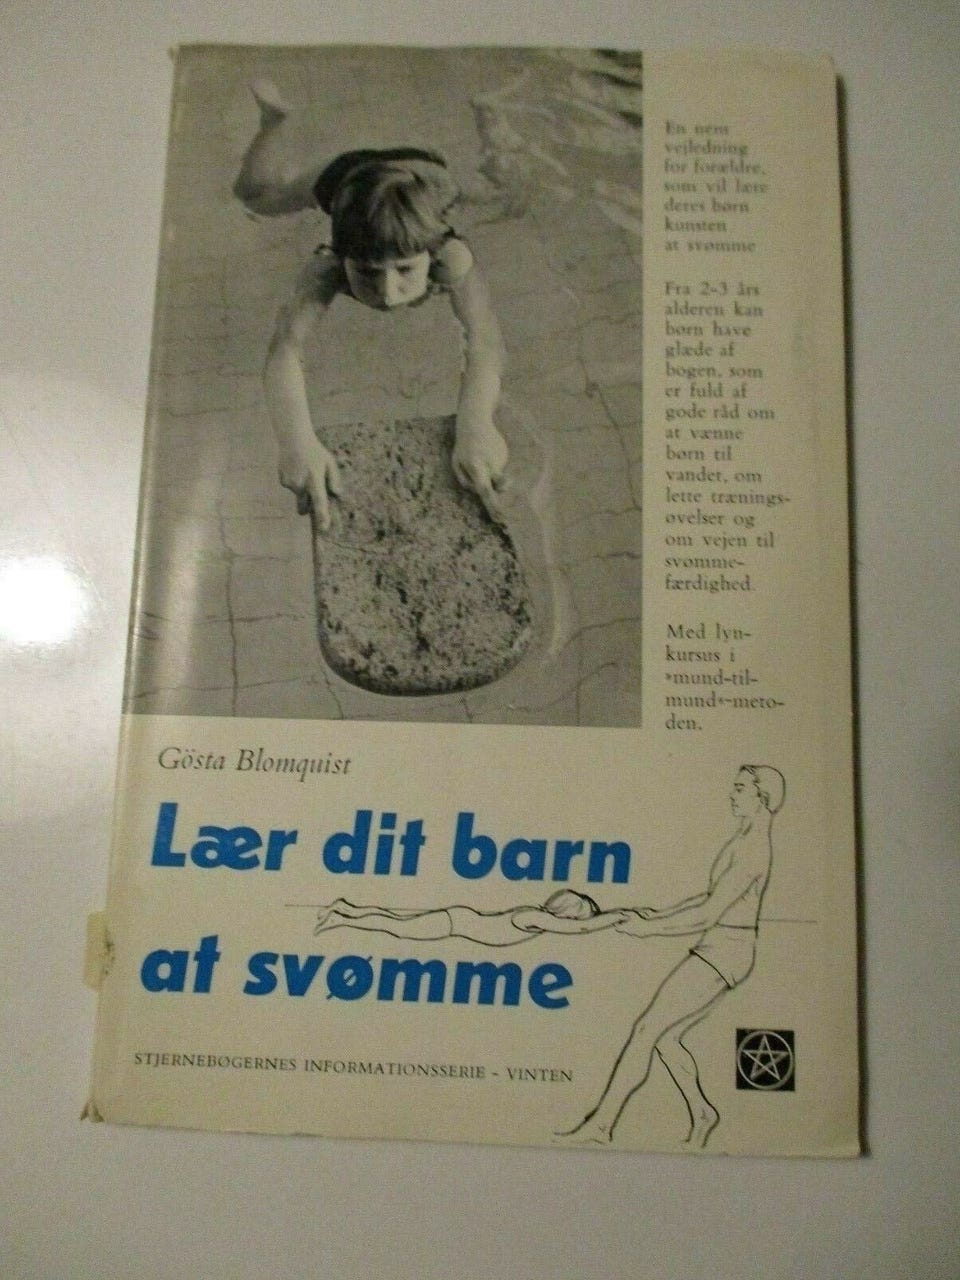 En nem
vejledning
for forældre,
som vil lære
deres børn
kunsten
at svømme
Fra 2-3 års
alderen kan
børn have
glæde af
bogen, som
er fuld af
gode råd om
at vænne
børn til
vandet, om
lette trænings-
øvelser og
om vejen til
svømme-
færdighed.
Med lyn-
kursus i
»mund-til-
mund«-meto-
den.
Gösta Blomquist
Lær dit barn
at svømme
STJERNEBØGERNES INFORMATIONSSERIE - VINTEN